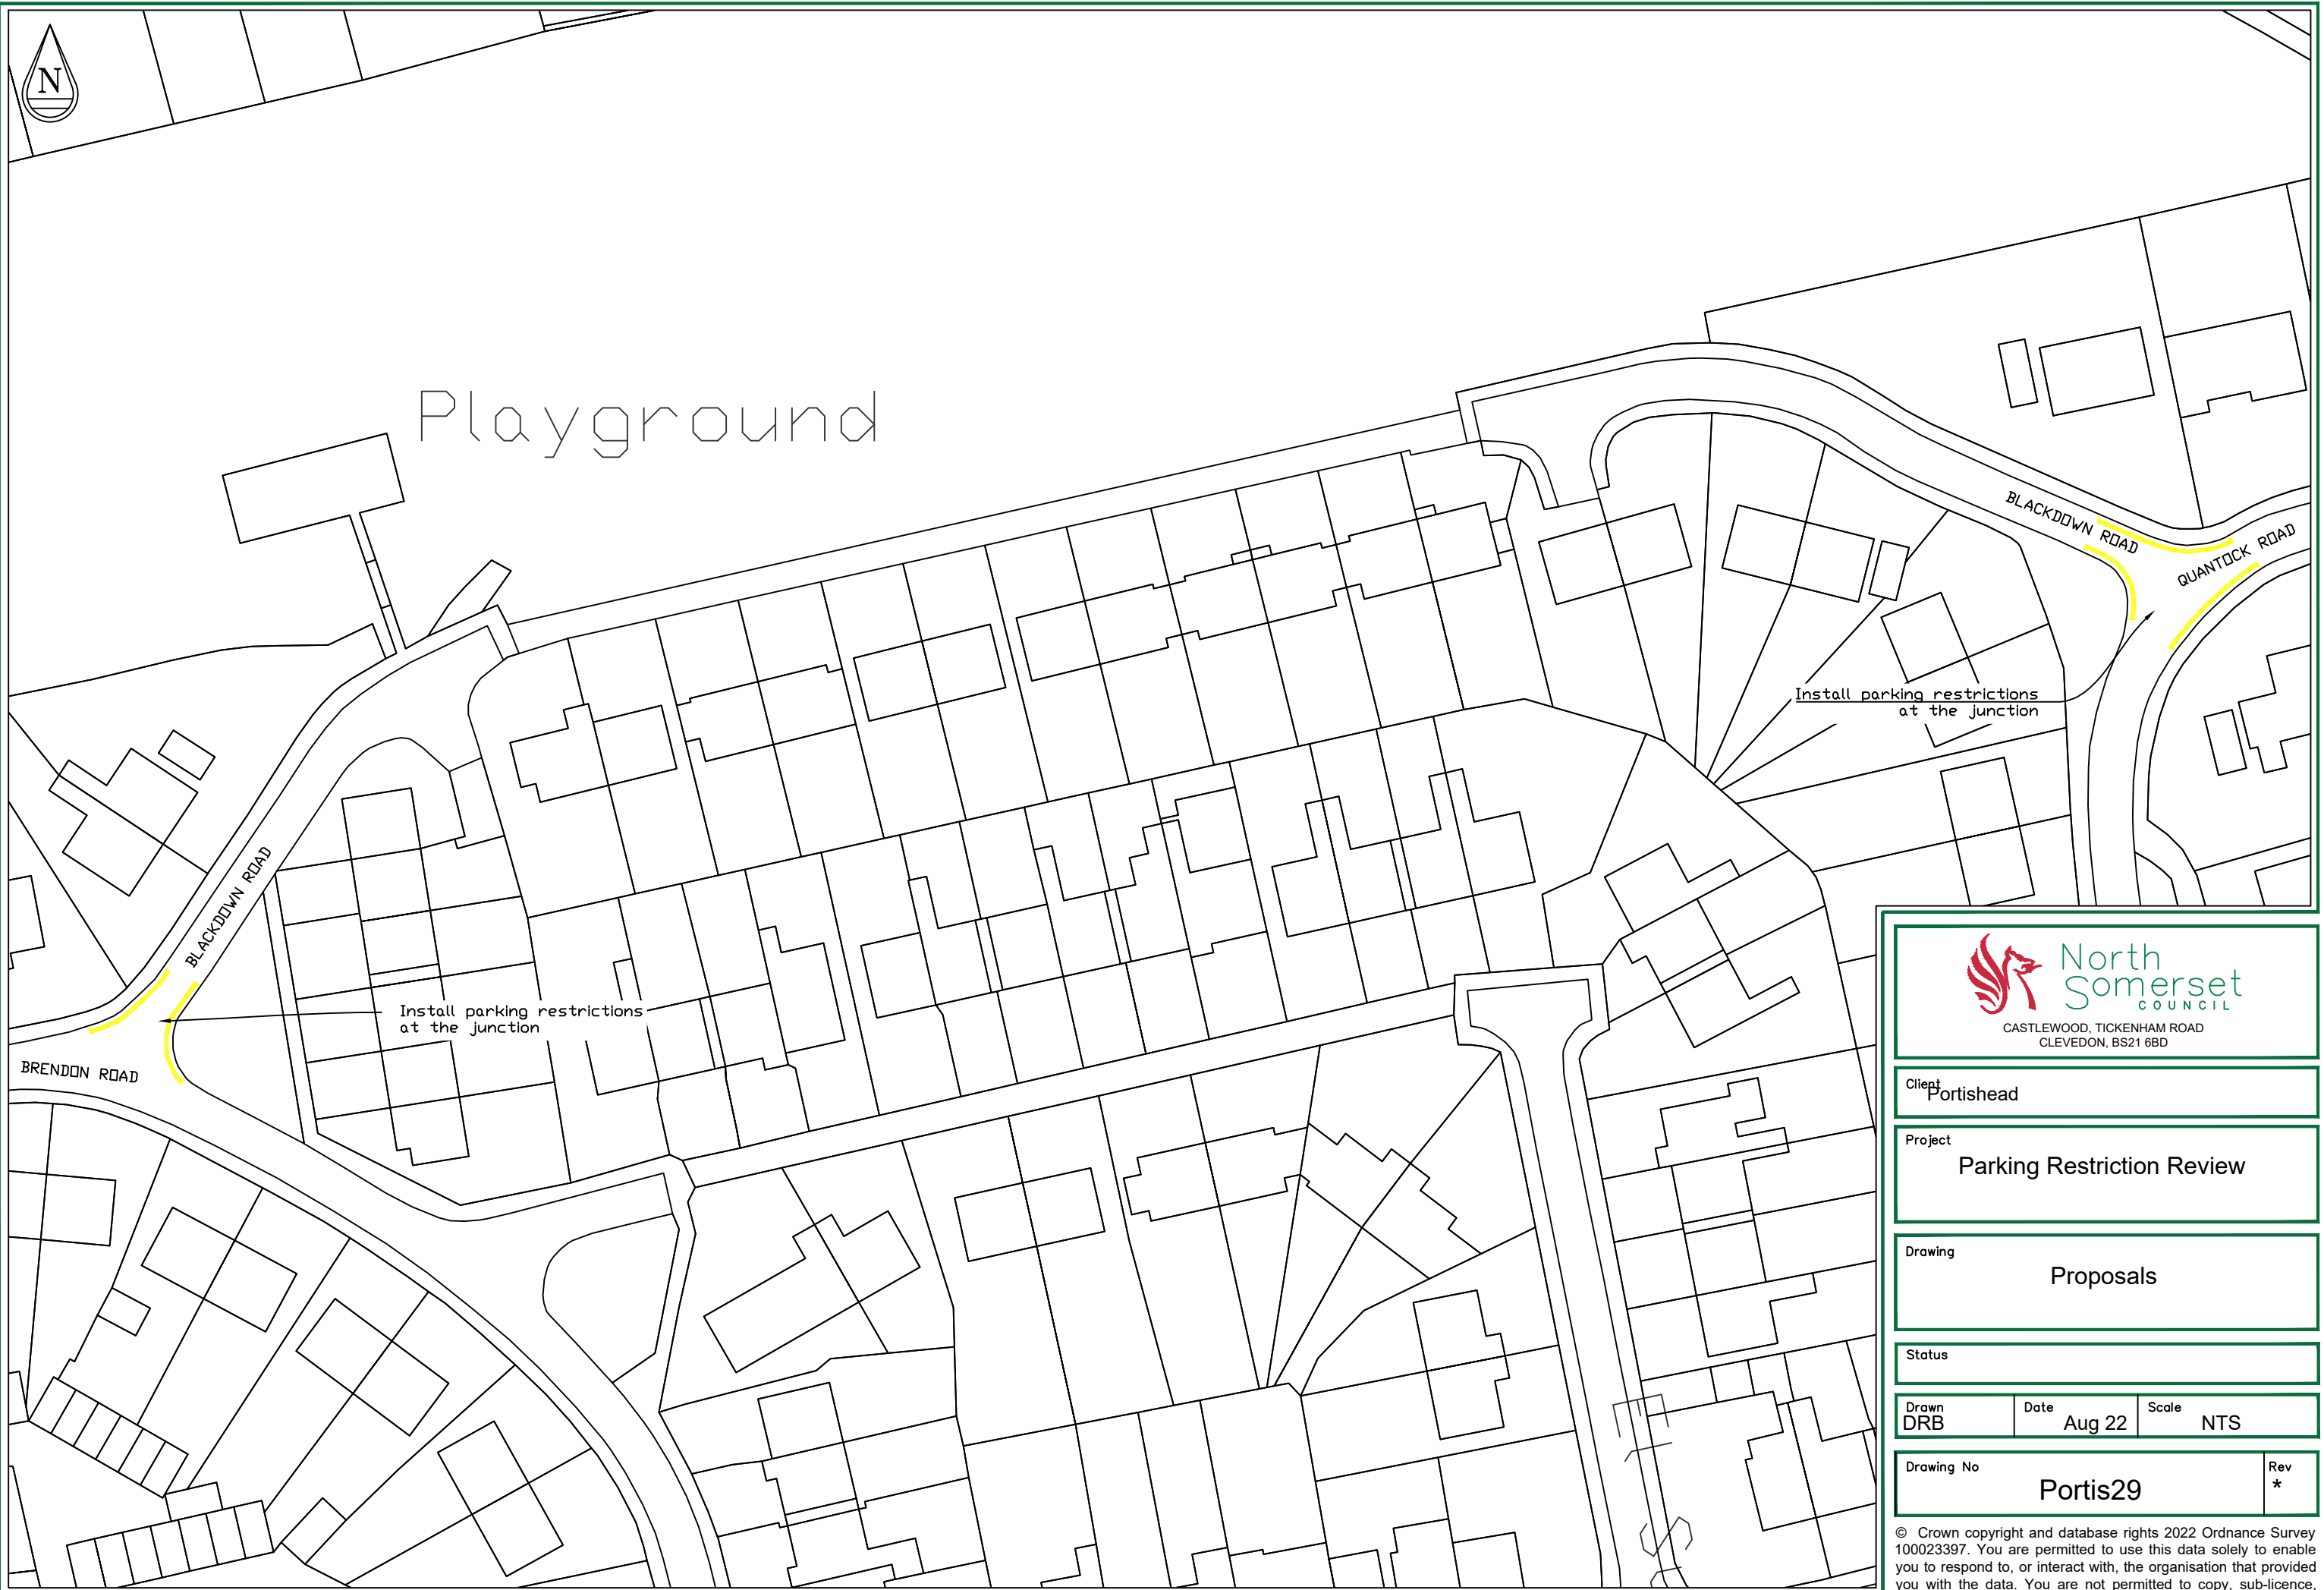 N
Playground
BLACKDOWN ROAD
QUANTOCK ROAD
Install parking restrictions
at the junction
BLACKDOWN ROAD
Install parking restrictions
at the junction
BRENDON ROAD
North
Somerset
COUNCIL
CASTLEWOOD, TICKENHAM ROAD
CLEVEDON, BS21 6BD
Client
Portishead
Project
Parking Restriction Review
Drawing
Proposals
Status
Drawn
DRB
Date
Aug 22
Scale
NTS
Drawing No
Portis29
Rev
*
© Crown copyright and database rights 2022 Ordnance Survey
100023397. You are permitted to use this data solely to enable
you to respond to, or interact with, the organisation that provided
you with the data. You are not permitted to copy, sub-licence,